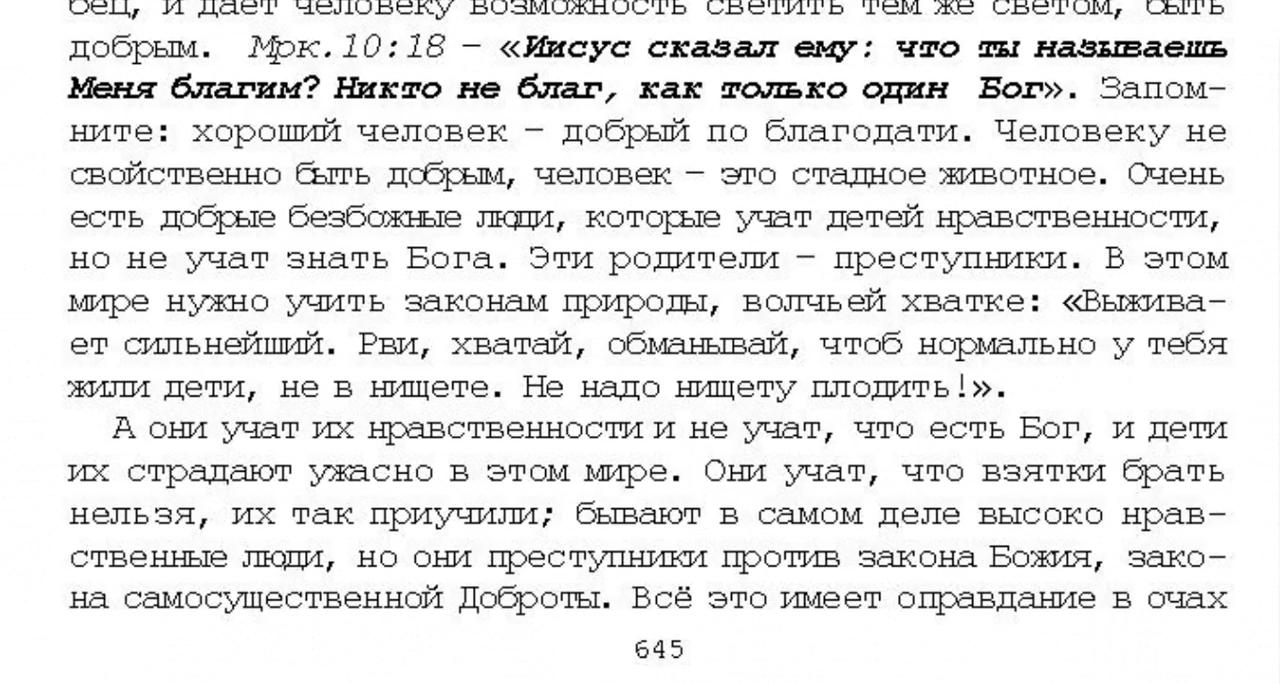 бец, и дает человеку возможность светить тем же светом, быть
добрым. Мрк.10:18 – «Иисус сказал ему: что ты называешь
Меня благим? Никто не благ, как только один Бог». Запом-
ните: хороший человек – добрый по благодати. Человеку не
свойственно быть добрым, человек – это стадное животное. Очень
есть добрые безбожные люди, которые учат детей нравственности,
но не учат знать Бога. Эти родители – преступники. В этом
мире нужно учить законам природы, волчьей хватке: «Выжива-
ет сильнейший. Рви, хватай, обманывай, чтоб нормально у тебя
жили дети, не в нищете. Не надо нищету плодить!».
А они учат их нравственности и не учат, что есть Бог, и дети
их страдают ужасно в этом мире. Они учат, что взятки брать
нельзя, их так приучили; бывают в самом деле высоко нрав-
ственные люди, но они преступники против закона Божия, зако-
на самосущественной Доброты. Всё это имеет оправдание в очах
645